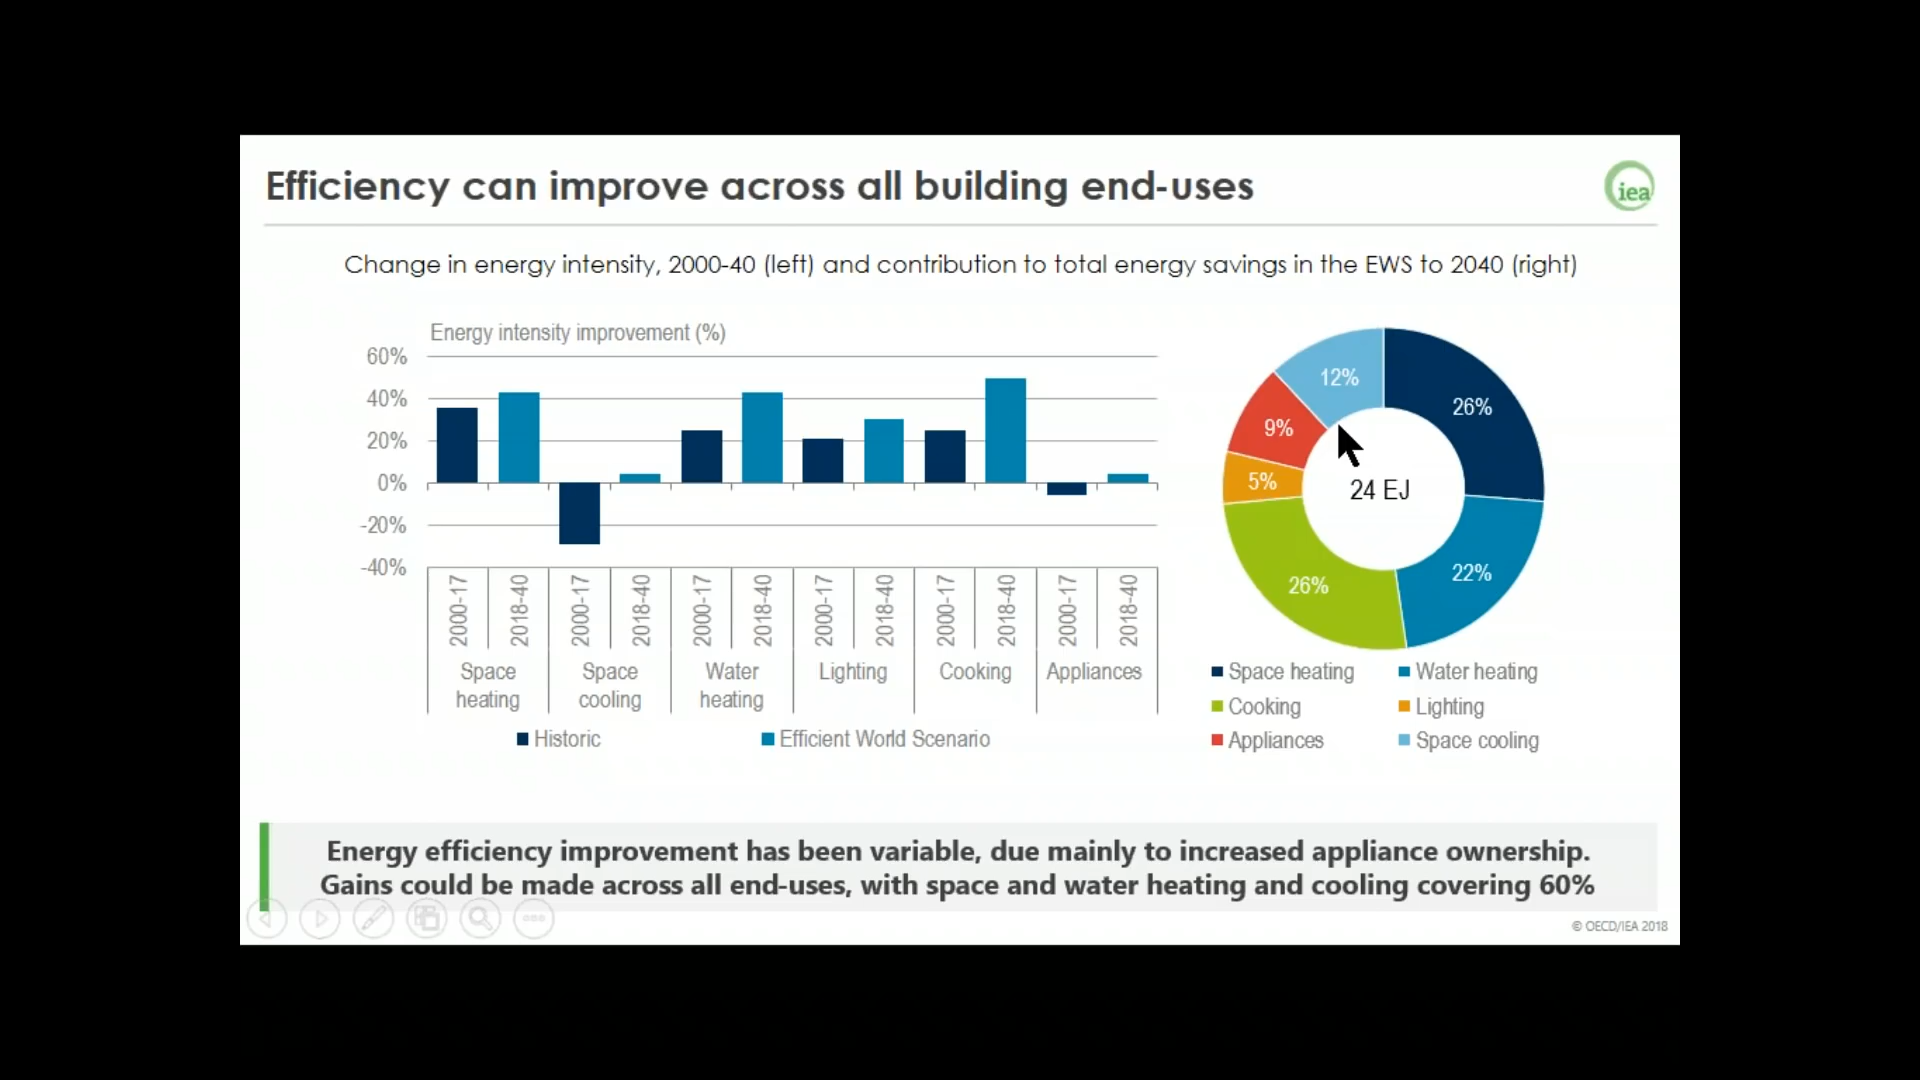 Efficiency can improve across all building end-uses
iea
Change in energy intensity, 2000-40 (left) and contribution to total energy savings in the EWS to 2040 (right)
Energy intensity improvement (%)
60%
40%
20%
0%
-20%
-40%
2000-17
2018-40
2000-17
2018-40
2000-17
2018-40
2000-17
2018-40
2000-17
2018-40
2000-17
2018-40
Space
heating
Space
cooling
Water
heating
Lighting
Cooking
Appliances
Historic
Efficient World Scenario
12%
26%
9%
5%
24 EJ
26%
22%
Space heating
Water heating
Cooking
Lighting
Appliances
Space cooling
Energy efficiency improvement has been variable, due mainly to increased appliance ownership.
Gains could be made across all end-uses, with space and water heating and cooling covering 60%
© OECD/IEA 2018